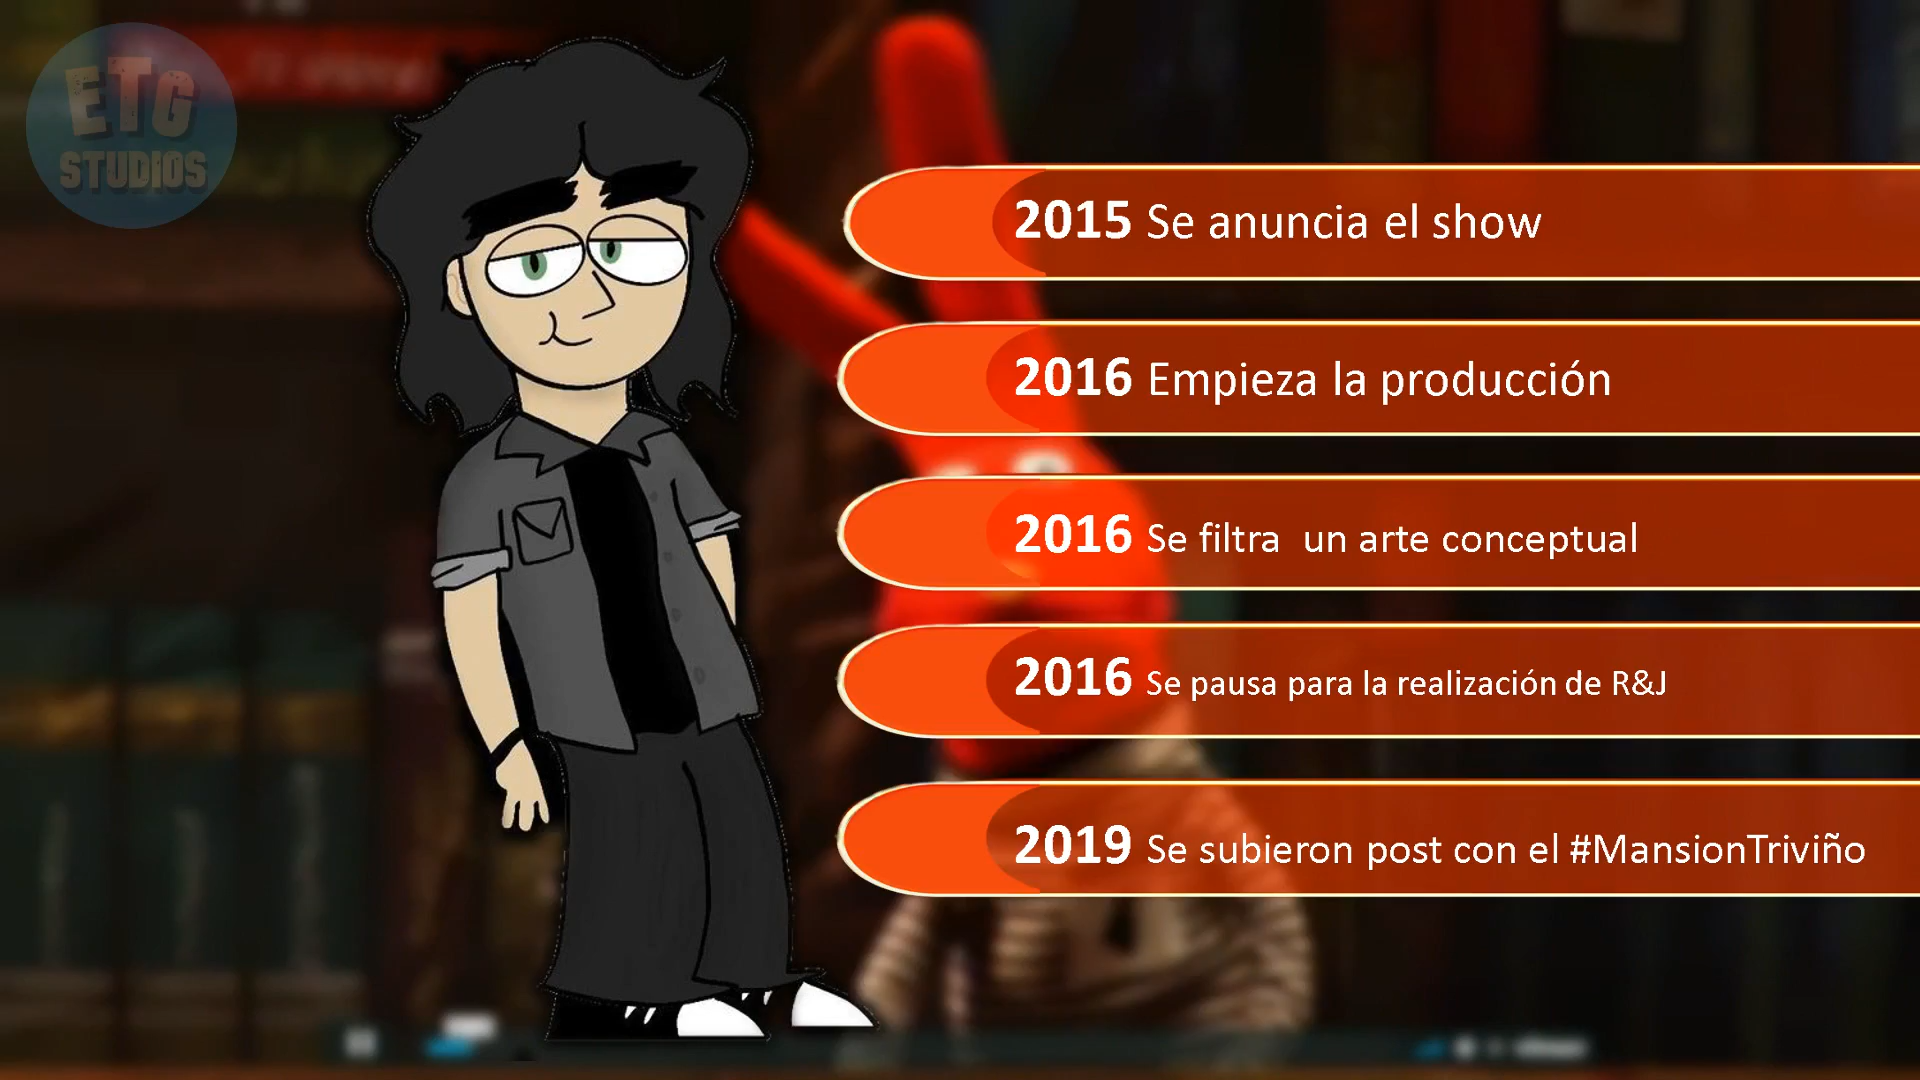 ETG
STUDIOS
2015 Se anuncia el show
2016 Empieza la producción
2016 Se filtra un arte conceptual
2016 Se pausa para la realización de R&J
2019 Se subieron post con el #MansionTriviño